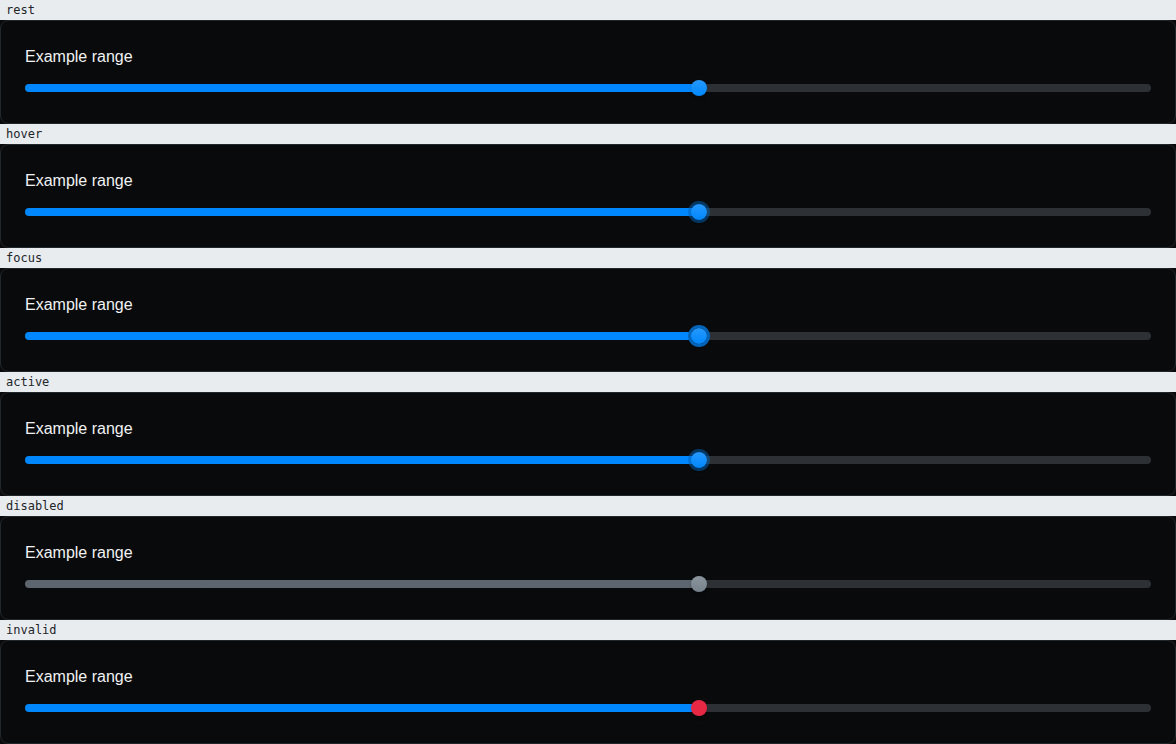 rest
Example range
hover
Example range
focus
Example range
active
Example range
disabled
Example range
invalid
Example range